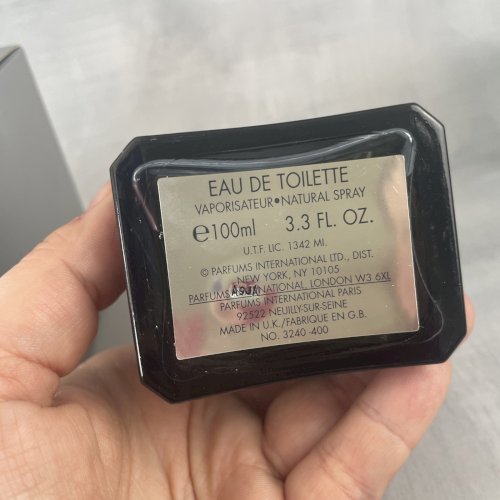 EAU DE TOILETTE
VAPORISATEUR•NATURAL SPRAY
℮100ml 3.3 FL. OZ.
U.T.F. LIC. 1342 MI.
© PARFUMS INTERNATIONAL LTD., DIST.
NEW YORK, NY 10105
PARFUMS INTERNATIONAL, LONDON W3 6XL
PARFUMS INTERNATIONAL PARIS
92522 NEUILLY-SUR-SEINE
MADE IN U.K./FABRIQUE EN G.B.
NO. 3240-400